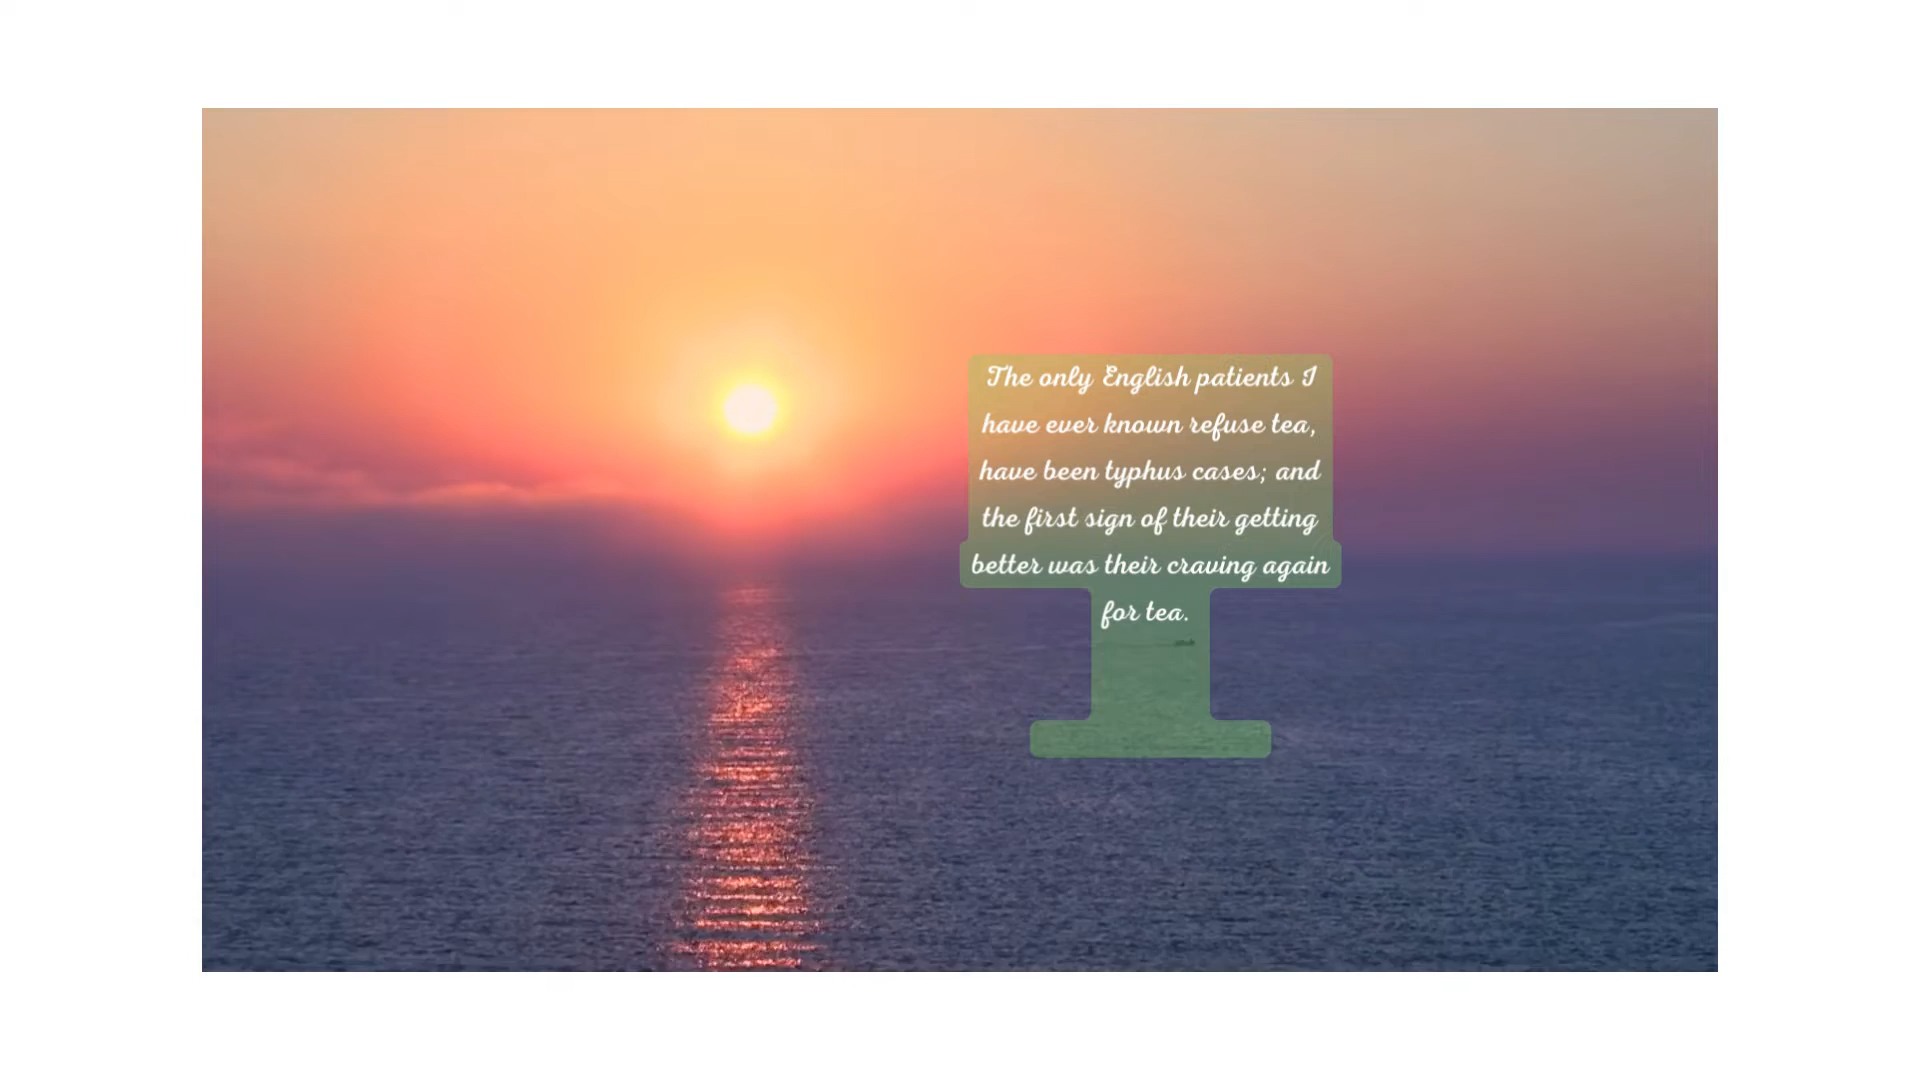 The only English patients I
have ever known refuse tea,
have been typhus cases; and
the first sign of their getting
better was their craving again
for tea.